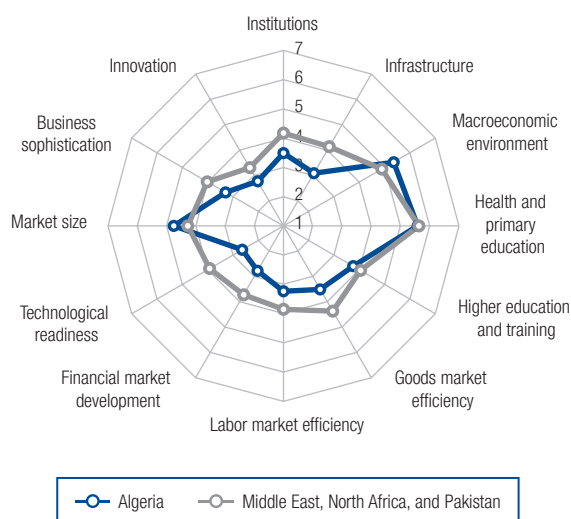 Institutions
7
6
5
4
3
2
1
Innovation
Infrastructure
Business
sophistication
Macroeconomic
environment
Market size
Health and
primary
education
Technological
readiness
Higher education
and training
Financial market
development
Goods market
efficiency
Labor market efficiency
Algeria
Middle East, North Africa, and Pakistan